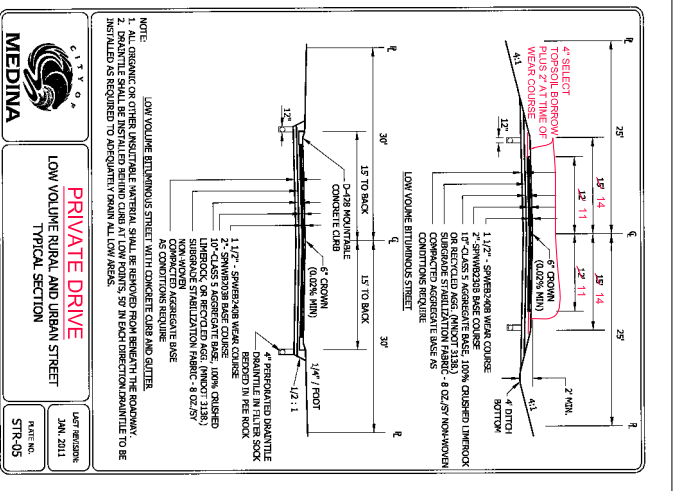 PL
PL
25'
25'
15' 14
15' 14
12' 11
12' 11
4" SELECT
TOPSOIL BORROW
PLUS 2" AT TIME OF
WEAR COURSE
4:1
4:1
12"
6" CROWN
(0.02% MIN)
2' MIN.
4' DITCH
BOTTOM
1 1/2" - SPWEB240B WEAR COURSE
2"-SPNWB230B BASE COURSE
10"-CLASS 5 AGGREGATE BASE, 100% CRUSHED LIMEROCK
OR RECYCLED AGG. (MNDOT 3138.)
SUBGRADE STABILIZATION FABRIC - 8 OZ./SY NON-WOVEN
COMPACTED AGGREGATE BASE AS
CONDITIONS REQUIRE
LOW VOLUME BITUMINOUS STREET
PL
PL
30'
30'
15' TO BACK
15' TO BACK
D-428 MOUNTABLE
CONCRETE CURB
6" CROWN
(0.02% MIN)
12"
1/4" / FOOT
1/2 : 1
4" PERFORATED DRAINTILE
DRAINTILE IN FILTER SOCK
BEDDED IN PEE ROCK
1 1/2" - SPWEB240B WEAR COURSE
2"- SPNWB230B BASE COURSE
10"-CLASS 5 AGGREGATE BASE, 100% CRUSHED
LIMEROCK, OR RECYCLED AGG. (MNDOT 3138.)
SUBGRADE STABILIZATION FABRIC - 8 OZ./SY
NON-WOVEN
COMPACTED AGGREGATE BASE
AS CONDITIONS REQUIRE
LOW VOLUME BITUMINOUS STREET WITH CONCRETE CURB AND GUTTER
NOTE:
1. ALL ORGANIC OR OTHER UNSUITABLE MATERIAL SHALL BE REMOVED FROM BENEATH THE ROADWAY.
2. DRAINTILE SHALL BE INSTALLED BEHIND CURB AT LOW POINTS, 50' IN EACH DIRECTION.DRAINTILE TO BE
INSTALLED AS REQUIRED TO ADEQUATELY DRAIN ALL LOW AREAS.
CITY OF
MEDINA
PRIVATE DRIVE
LOW VOLUME RURAL AND URBAN STREET
TYPICAL SECTION
LAST REVISION:
JAN. 2011
PLATE NO.
STR-05